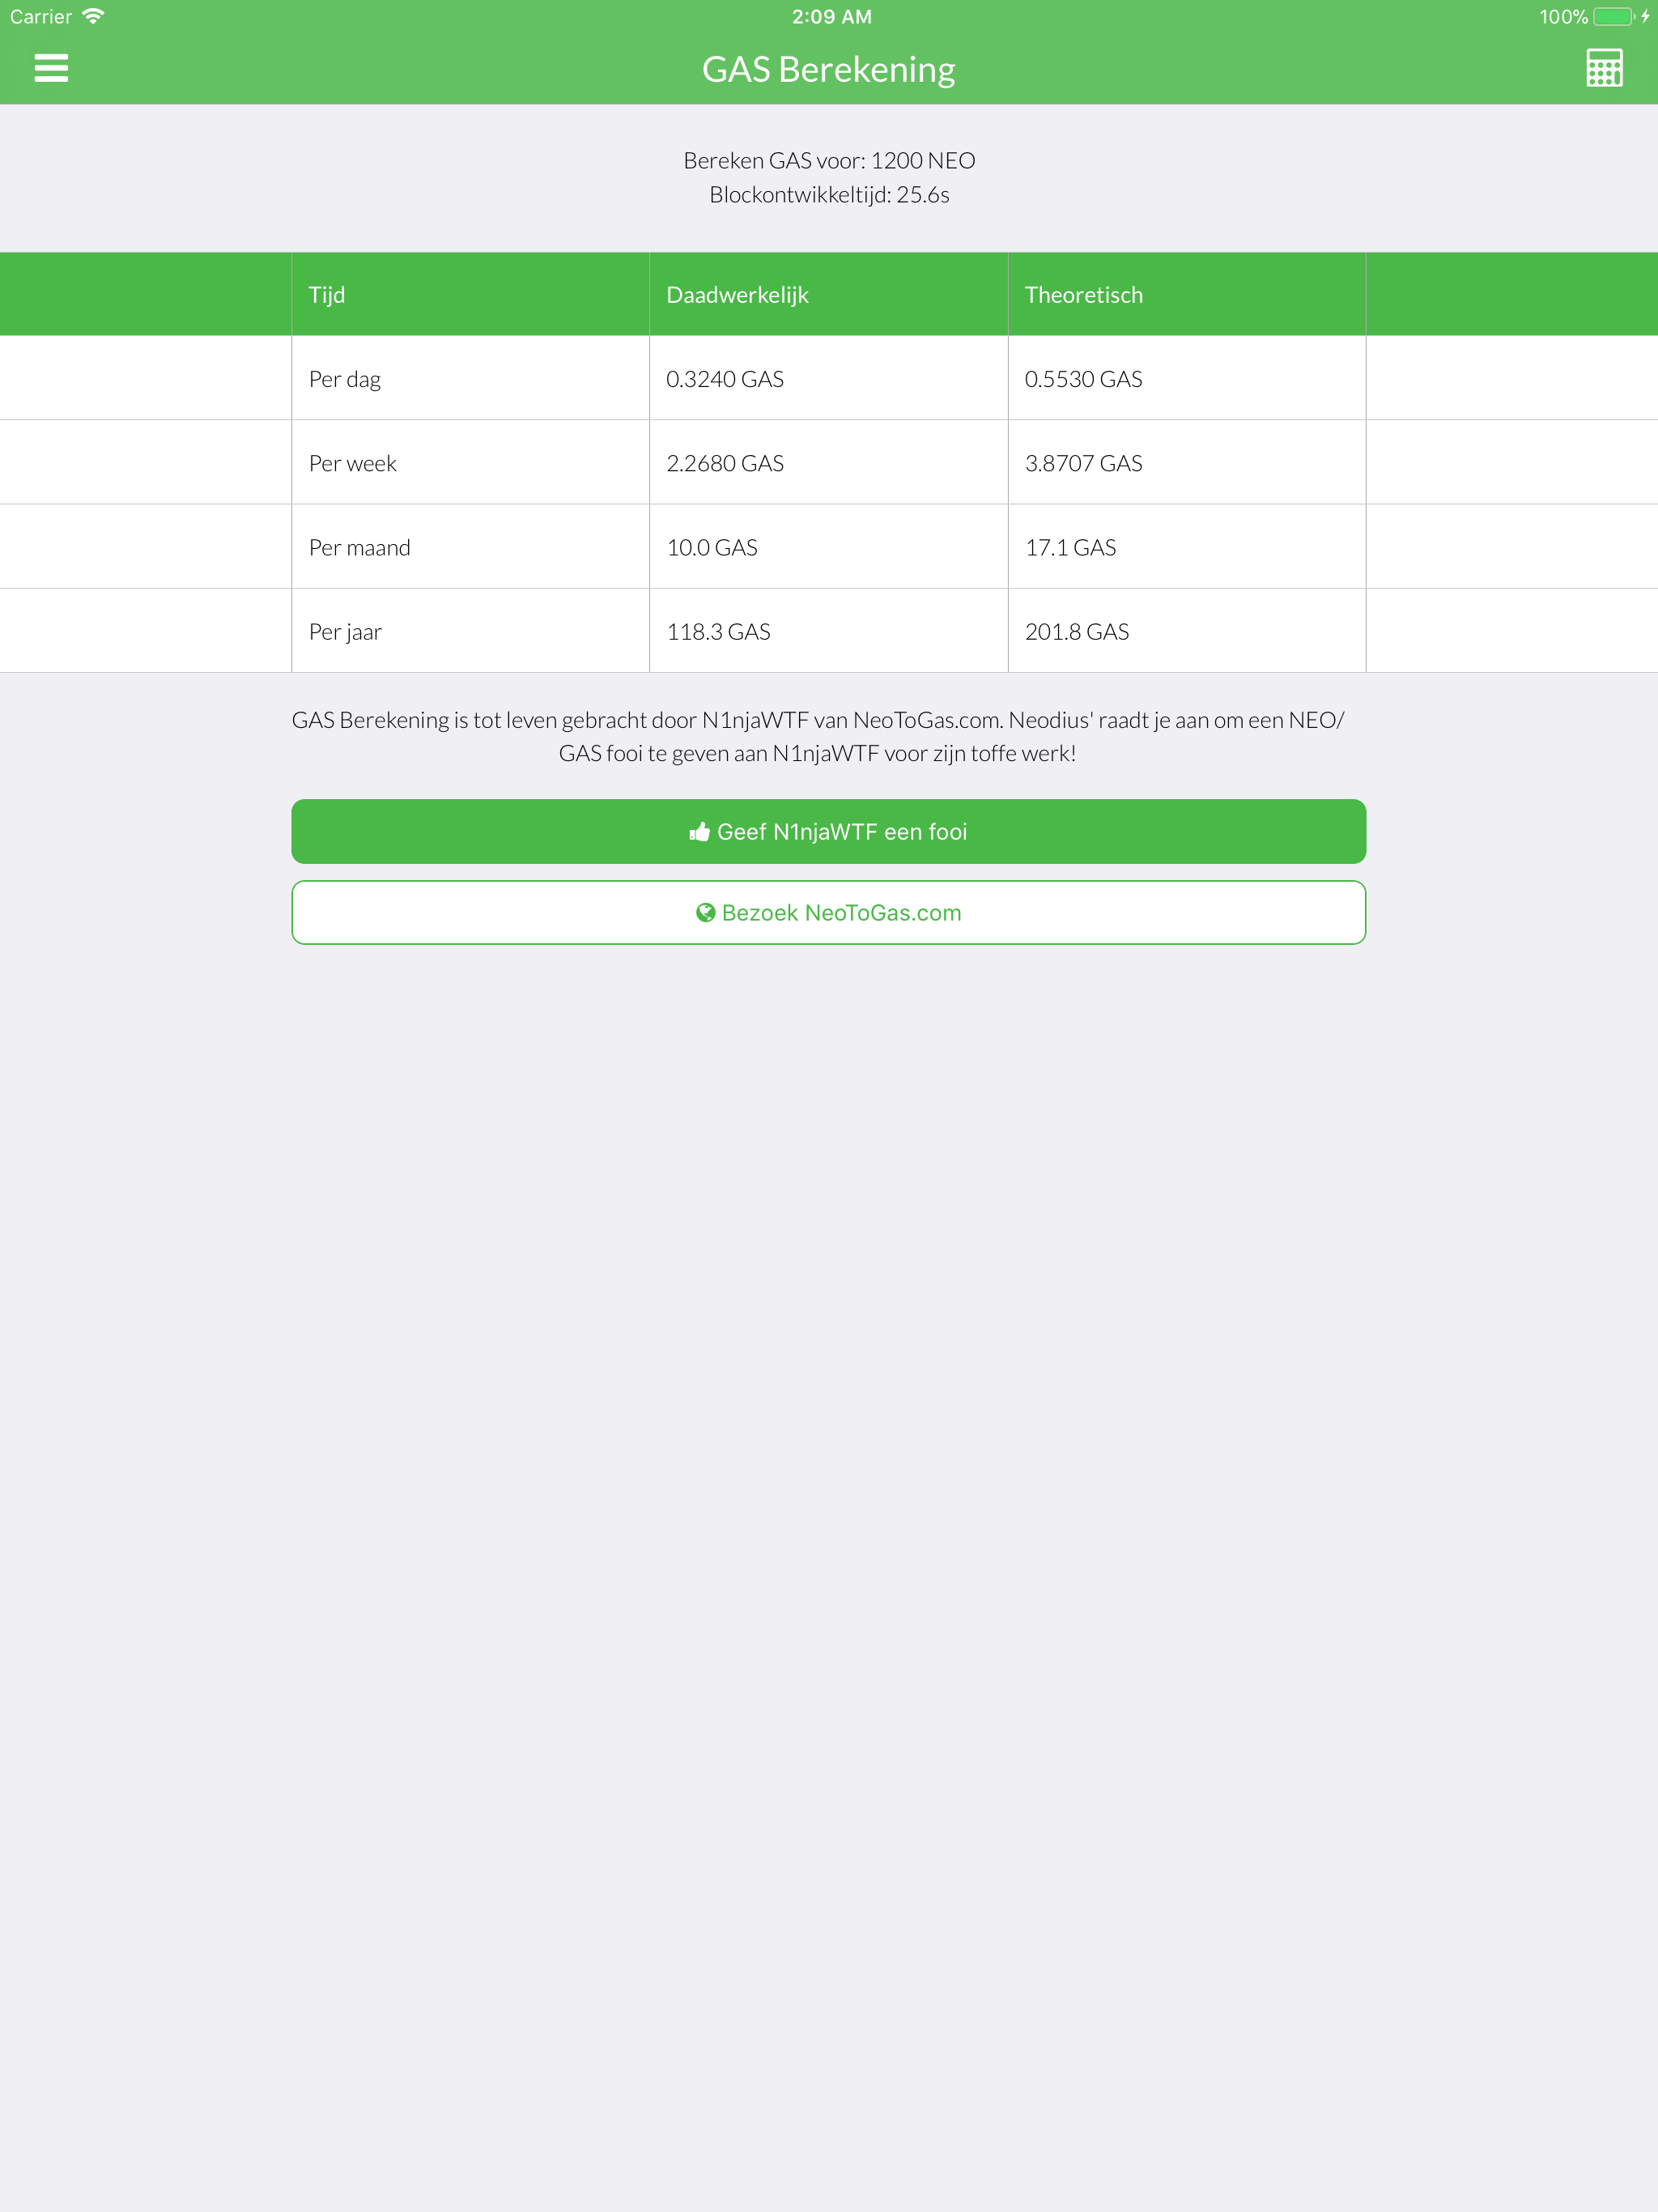 Carrier 2:09 AM 100%
GAS Berekening
Bereken GAS voor: 1200 NEO
Blockontwikkeltijd: 25.6s
Tijd Daadwerkelijk Theoretisch
Per dag 0.3240 GAS 0.5530 GAS
Per week 2.2680 GAS 3.8707 GAS
Per maand 10.0 GAS 17.1 GAS
Per jaar 118.3 GAS 201.8 GAS
GAS Berekening is tot leven gebracht door N1njaWTF van NeoToGas.com. Neodius' raadt je aan om een NEO/
GAS fooi te geven aan N1njaWTF voor zijn toffe werk!
Geef N1njaWTF een fooi
Bezoek NeoToGas.com